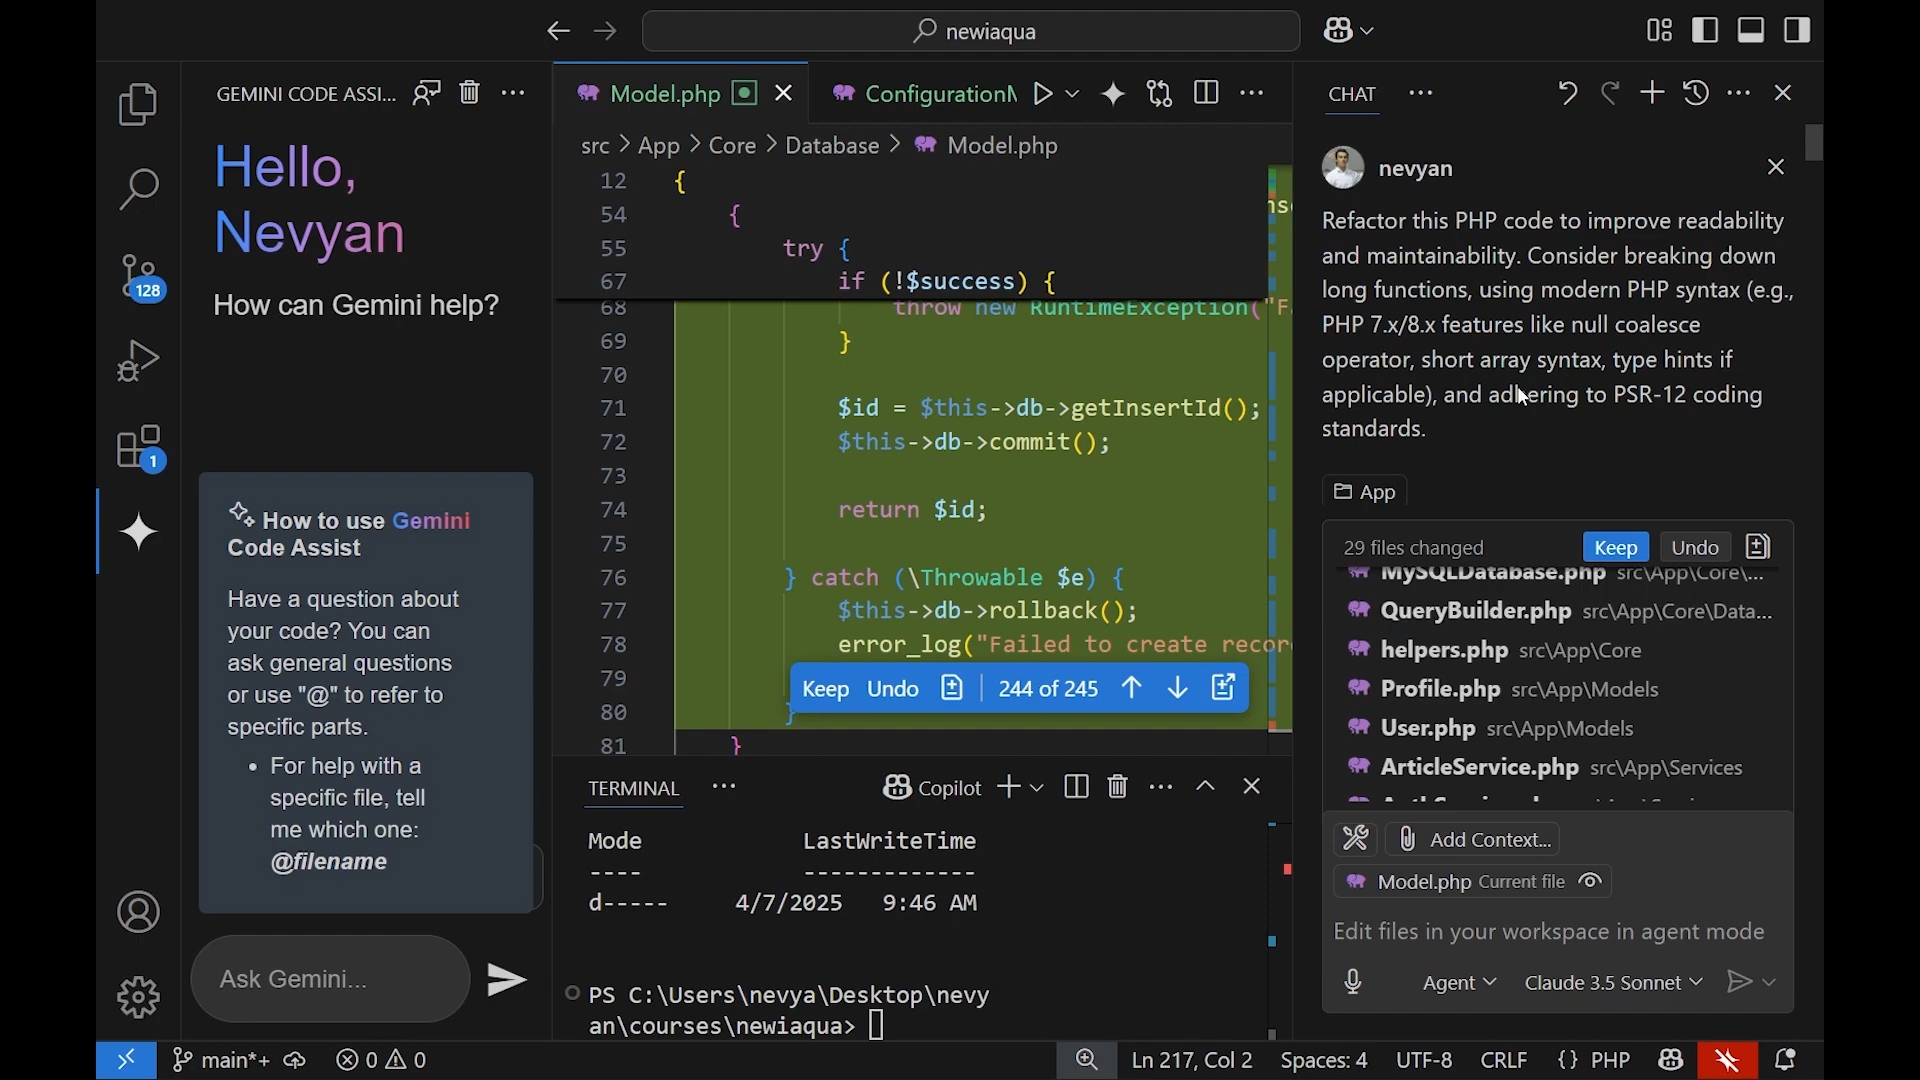 newiaqua
GEMINI CODE ASSI...
Hello,
Nevyan
How can Gemini help?
How to use Gemini
Code Assist
Have a question about
your code? You can
ask general questions
or use "@" to refer to
specific parts.
• For help with a
specific file, tell
me which one:
@filename
Ask Gemini...
128
1
Model.php
Configuration
src > App > Core > Database > Model.php
12 {
54 {
55 try {
67 if (!$success) {
68 throw new RuntimeException("F
69 }
70
71 $id = $this->db->getInsertId();
72 $this->db->commit();
73
74 return $id;
75
76 } catch (\Throwable $e) {
77 $this->db->rollback();
78 error_log("Failed to create recor
79
80 }
81 }
Keep Undo 244 of 245
TERMINAL
Copilot
Mode LastWriteTime
---- -------------
d----- 4/7/2025 9:46 AM
PS C:\Users\nevya\Desktop\nevy
an\courses\newiaqua>
CHAT
nevyan
Refactor this PHP code to improve readability
and maintainability. Consider breaking down
long functions, using modern PHP syntax (e.g.,
PHP 7.x/8.x features like null coalesce
operator, short array syntax, type hints if
applicable), and adhering to PSR-12 coding
standards.
App
29 files changed Keep Undo
MySQLDatabase.php src\App\Core\...
QueryBuilder.php src\App\Core\Data...
helpers.php src\App\Core
Profile.php src\App\Models
User.php src\App\Models
ArticleService.php src\App\Services
Add Context...
Model.php Current file
Edit files in your workspace in agent mode
Agent Claude 3.5 Sonnet
main*+ 0 0
Ln 217, Col 2 Spaces: 4 UTF-8 CRLF {} PHP